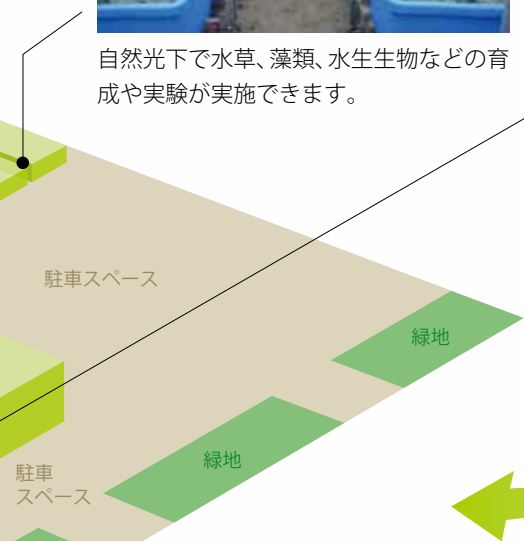 自然光下で水草、藻類、水生生物などの育
成や実験が実施できます。
駐車スペース
緑地
緑地
駐車
スペース